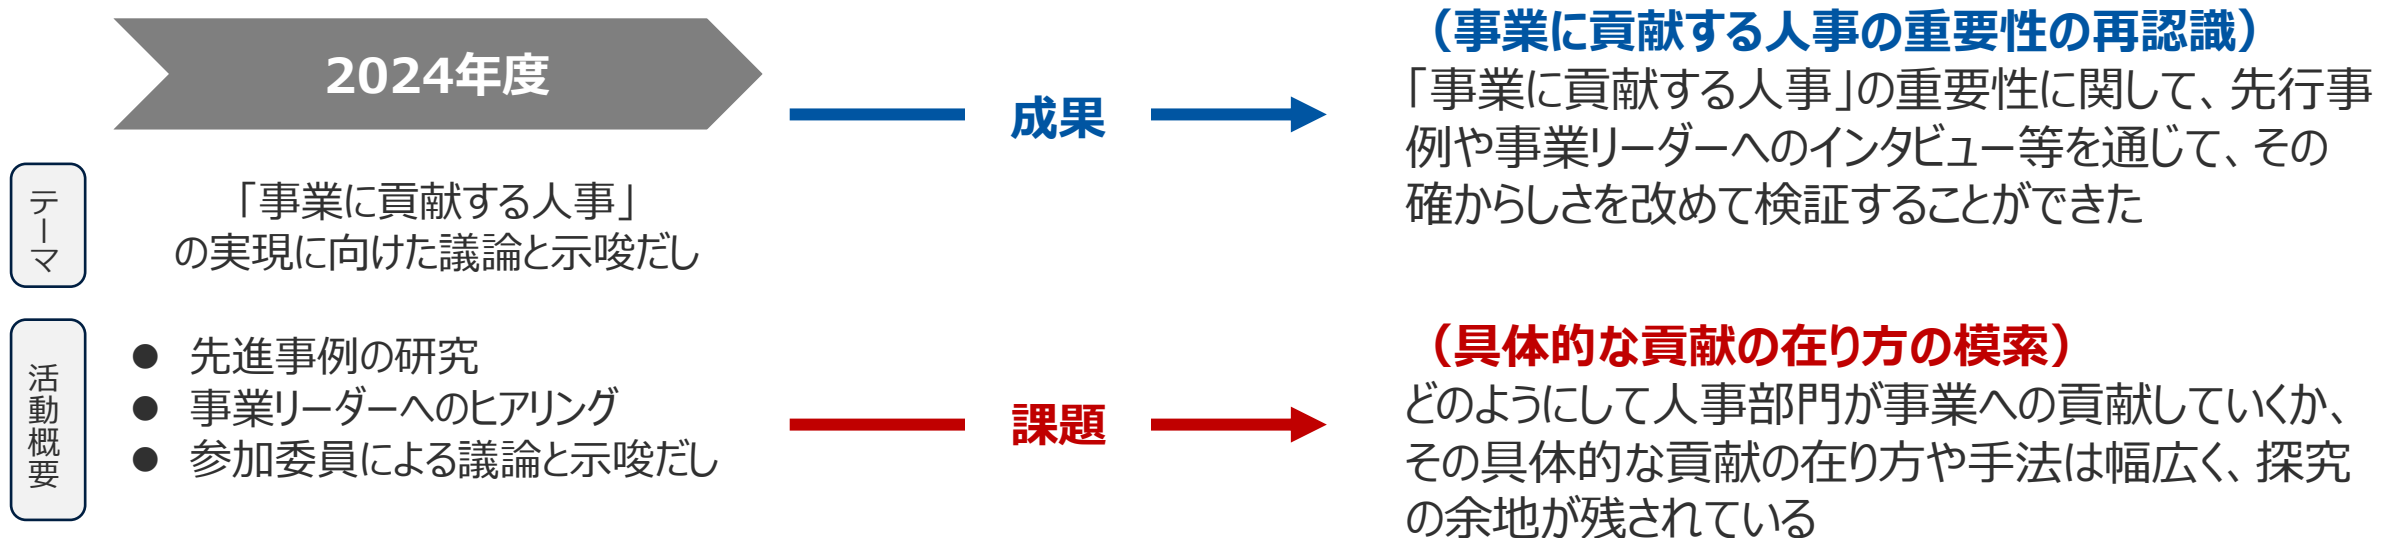 2024年度
テーマ
「事業に貢献する人事」
の実現に向けた議論と示唆だし
活動概要
● 先進事例の研究
● 事業リーダーへのヒアリング
● 参加委員による議論と示唆だし
成果
（事業に貢献する人事の重要性の再認識）
「事業に貢献する人事」の重要性に関して、先行事
例や事業リーダーへのインタビュー等を通じて、その
確からしさを改めて検証することができた
課題
（具体的な貢献の在り方の模索）
どのようにして人事部門が事業への貢献していくか、
その具体的な貢献の在り方や手法は幅広く、探究
の余地が残されている